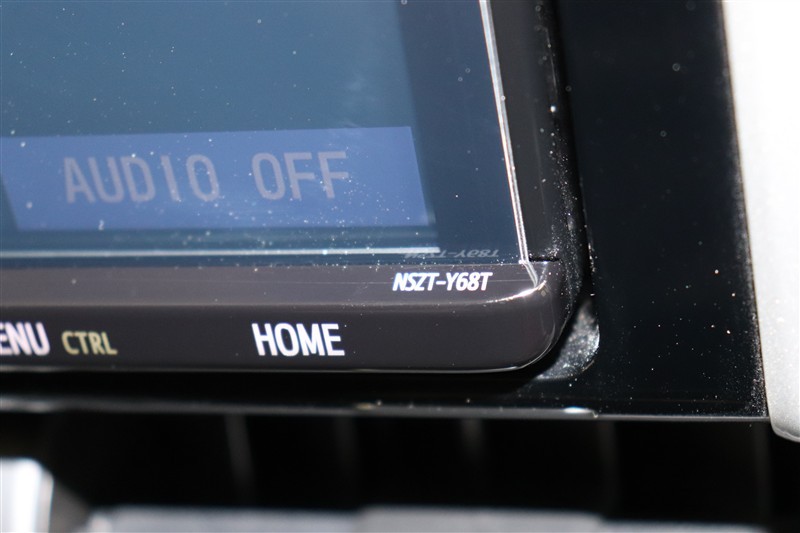 AUDIO OFF
NSZT-Y68T
ENU CTRL HOME